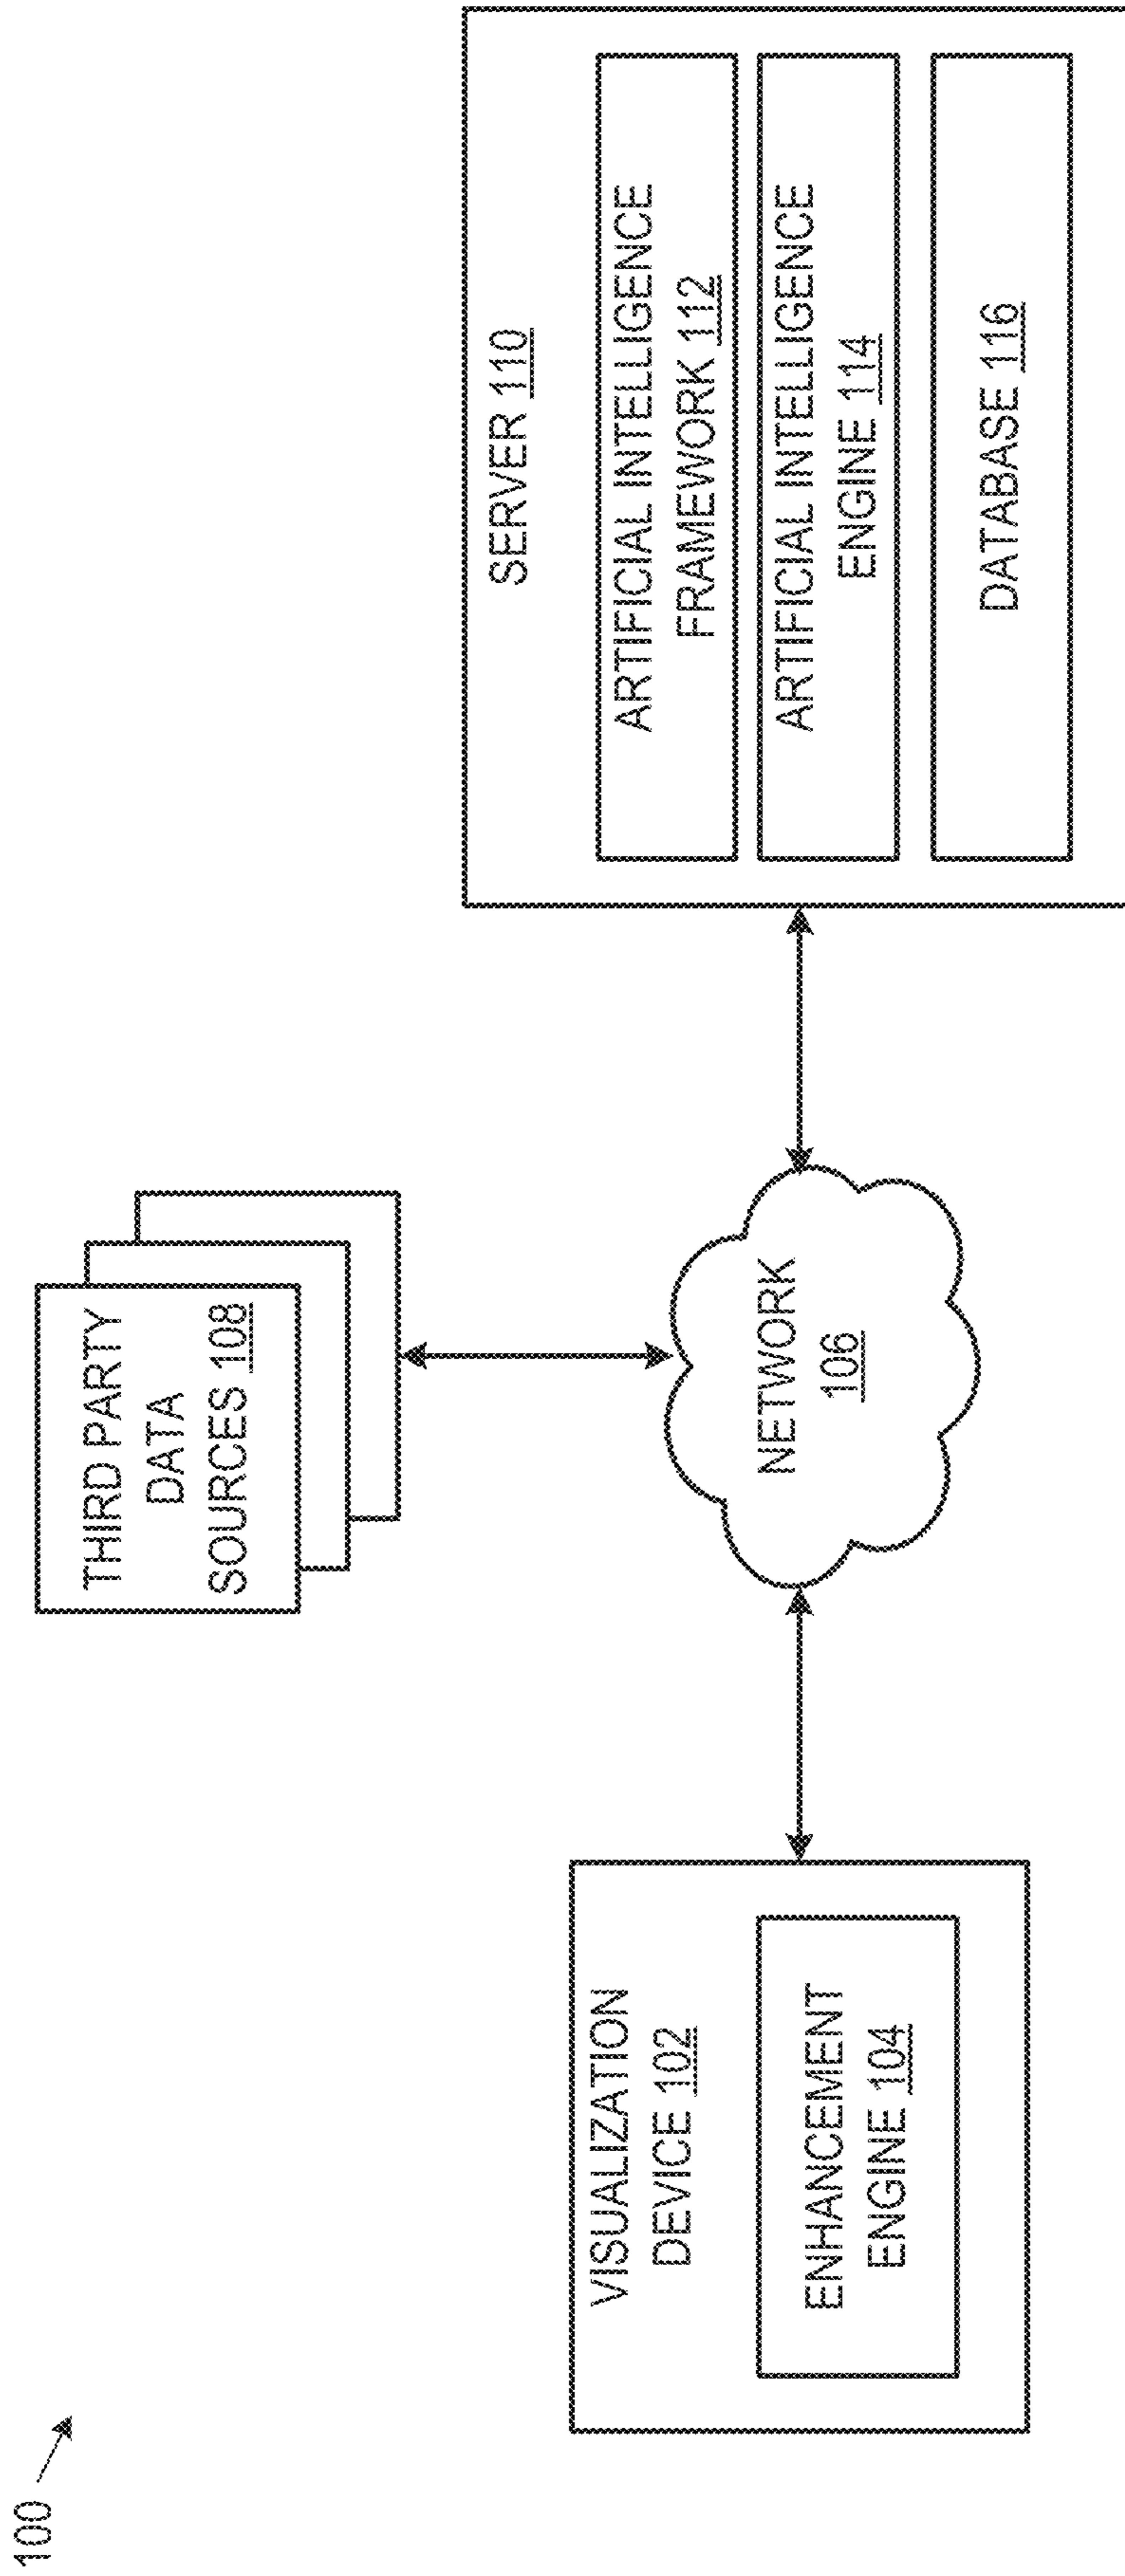 100
VISUALIZATION
DEVICE 102
ENHANCEMENT
ENGINE 104
THIRD PARTY
DATA
SOURCES 108
NETWORK
106
SERVER 110
ARTIFICIAL INTELLIGENCE
FRAMEWORK 112
ARTIFICIAL INTELLIGENCE
ENGINE 114
DATABASE 116